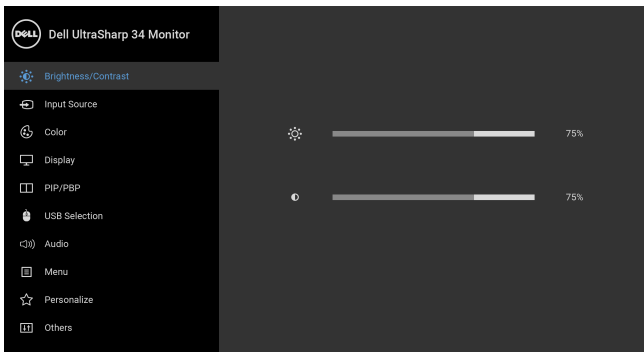 DELL
Dell UltraSharp 34 Monitor
Brightness/Contrast
75%
75%
Input Source
Color
Display
PIP/PBP
USB Selection
Audio
Menu
Personalize
Others